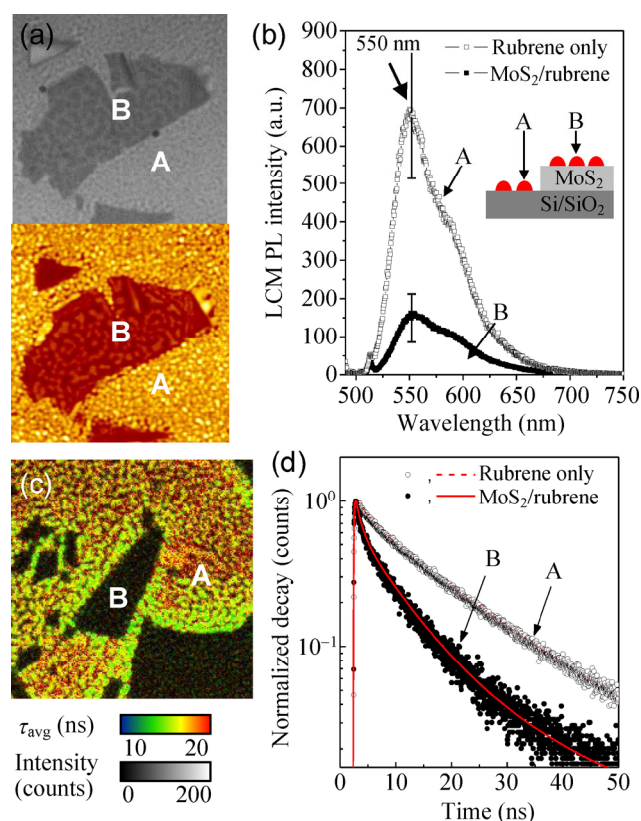 (a)
B
A
B
A
(b)
LCM PL intensity (a.u.)
900
800
700
600
500
400
300
200
100
0
550 nm
Rubrene only
MoS₂/rubrene
A
B
A
B
MoS₂
Si/SiO₂
500 550 600 650 700 750
Wavelength (nm)
(c)
B
A
τavg (ns)
10 20
Intensity
(counts)
0 200
(d)
Normalized decay (counts)
10⁰
10⁻¹
, Rubrene only
, MoS₂/rubrene
B
A
0 10 20 30 40 50
Time (ns)